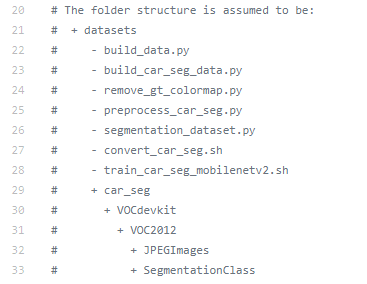 20 # The folder structure is assumed to be:
21 # + datasets
22 # - build_data.py
23 # - build_car_seg_data.py
24 # - remove_gt_colormap.py
25 # - preprocess_car_seg.py
26 # - segmentation_dataset.py
27 # - convert_car_seg.sh
28 # - train_car_seg_mobilenetv2.sh
29 # + car_seg
30 # + VOCdevkit
31 # + VOC2012
32 # + JPEGImages
33 # + SegmentationClass